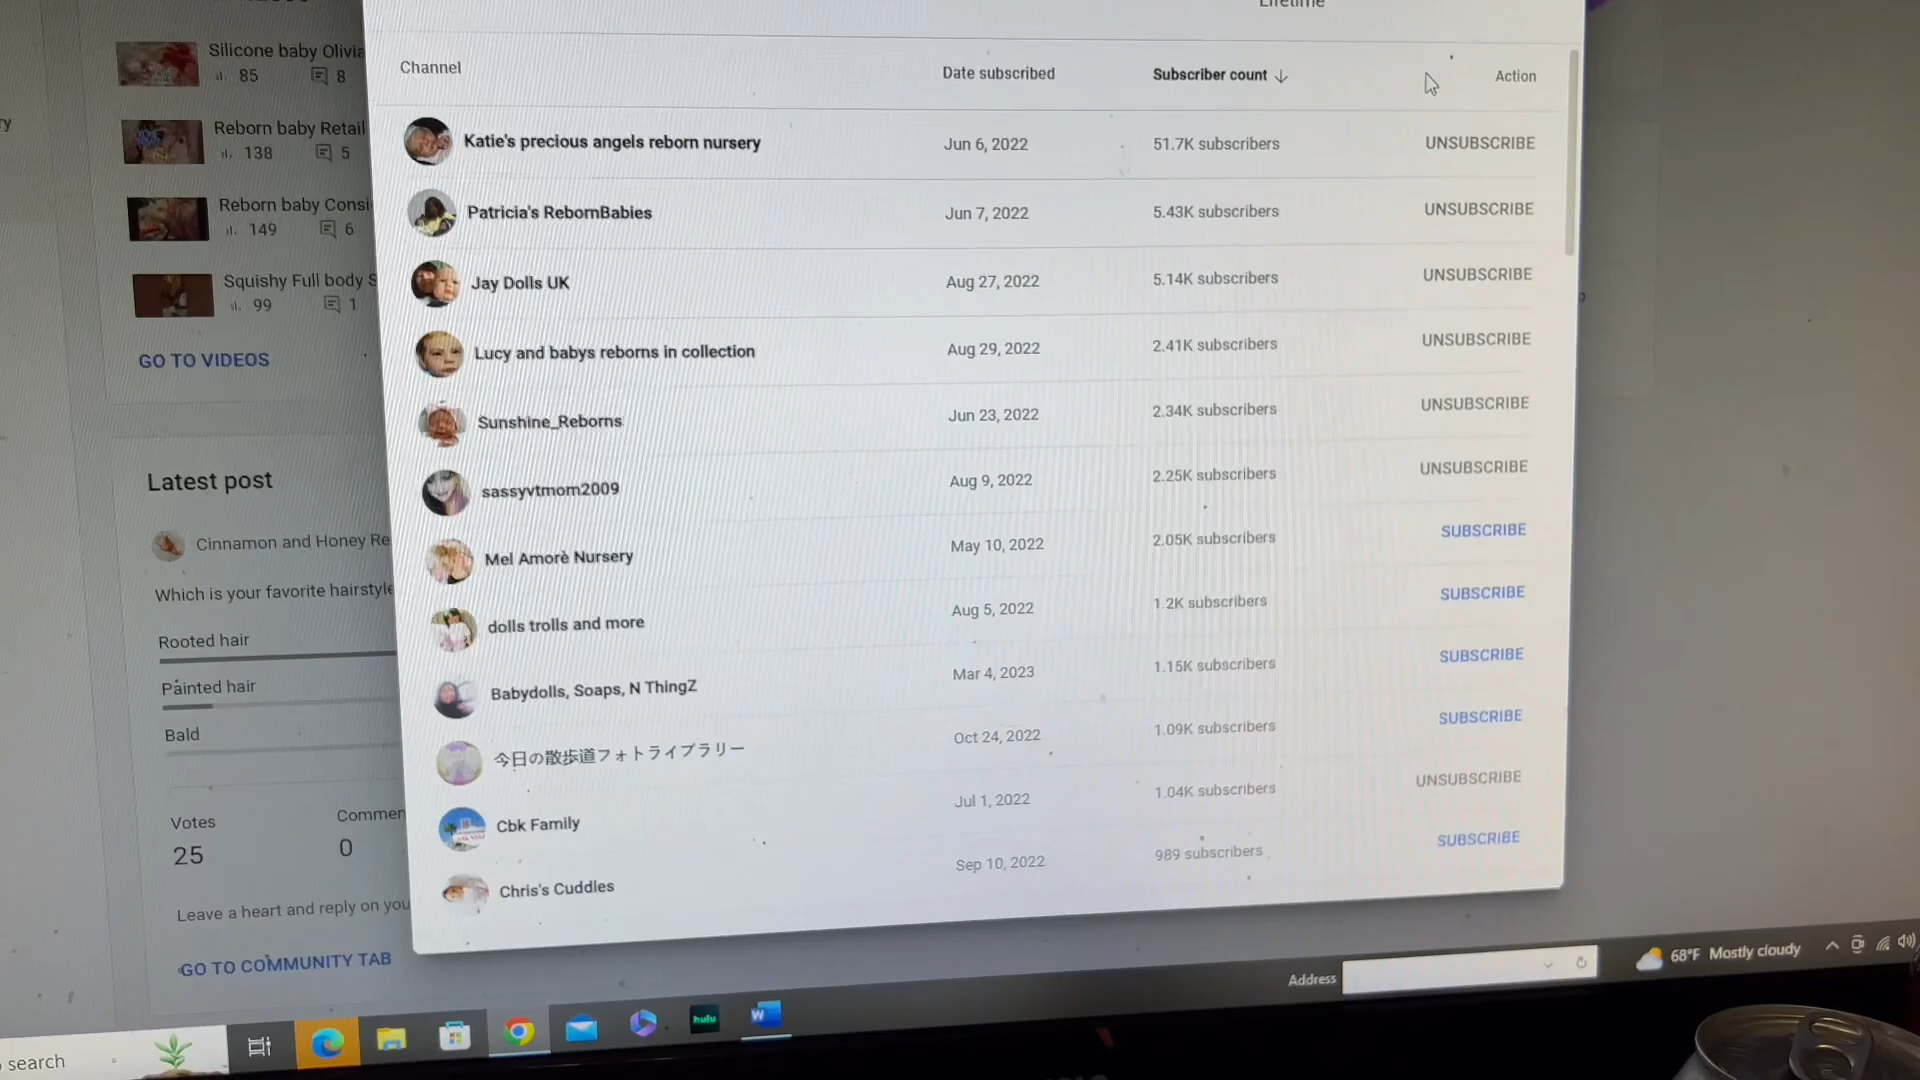 Lifetime
Channel
Date subscribed
Subscriber count
Action
Katie's precious angels reborn nursery
Jun 6, 2022
51.7K subscribers
UNSUBSCRIBE
Patricia's RebornBabies
Jun 7, 2022
5.43K subscribers
UNSUBSCRIBE
Jay Dolls UK
Aug 27, 2022
5.14K subscribers
UNSUBSCRIBE
Lucy and babys reborns in collection
Aug 29, 2022
2.41K subscribers
UNSUBSCRIBE
Sunshine_Reborns
Jun 23, 2022
2.34K subscribers
UNSUBSCRIBE
sassyvtmom2009
Aug 9, 2022
2.25K subscribers
UNSUBSCRIBE
Mel Amorè Nursery
May 10, 2022
2.05K subscribers
SUBSCRIBE
dolls trolls and more
Aug 5, 2022
1.2K subscribers
SUBSCRIBE
Babydolls, Soaps, N ThingZ
Mar 4, 2023
1.15K subscribers
SUBSCRIBE
今日の散歩道フォトライブラリー
Oct 24, 2022
1.09K subscribers
SUBSCRIBE
Cbk Family
Jul 1, 2022
1.04K subscribers
UNSUBSCRIBE
Chris's Cuddles
Sep 10, 2022
989 subscribers
SUBSCRIBE
Silicone baby Olivia
85
8
Reborn baby Retail
138
5
Reborn baby Consi
149
6
Squishy Full body S
99
1
GO TO VIDEOS
Latest post
Cinnamon and Honey Re
Which is your favorite hairstyle
Rooted hair
Painted hair
Bald
Votes
Commen
25
0
Leave a heart and reply on you
GO TO COMMUNITY TAB
Address
68°F Mostly cloudy
search
hulu
W